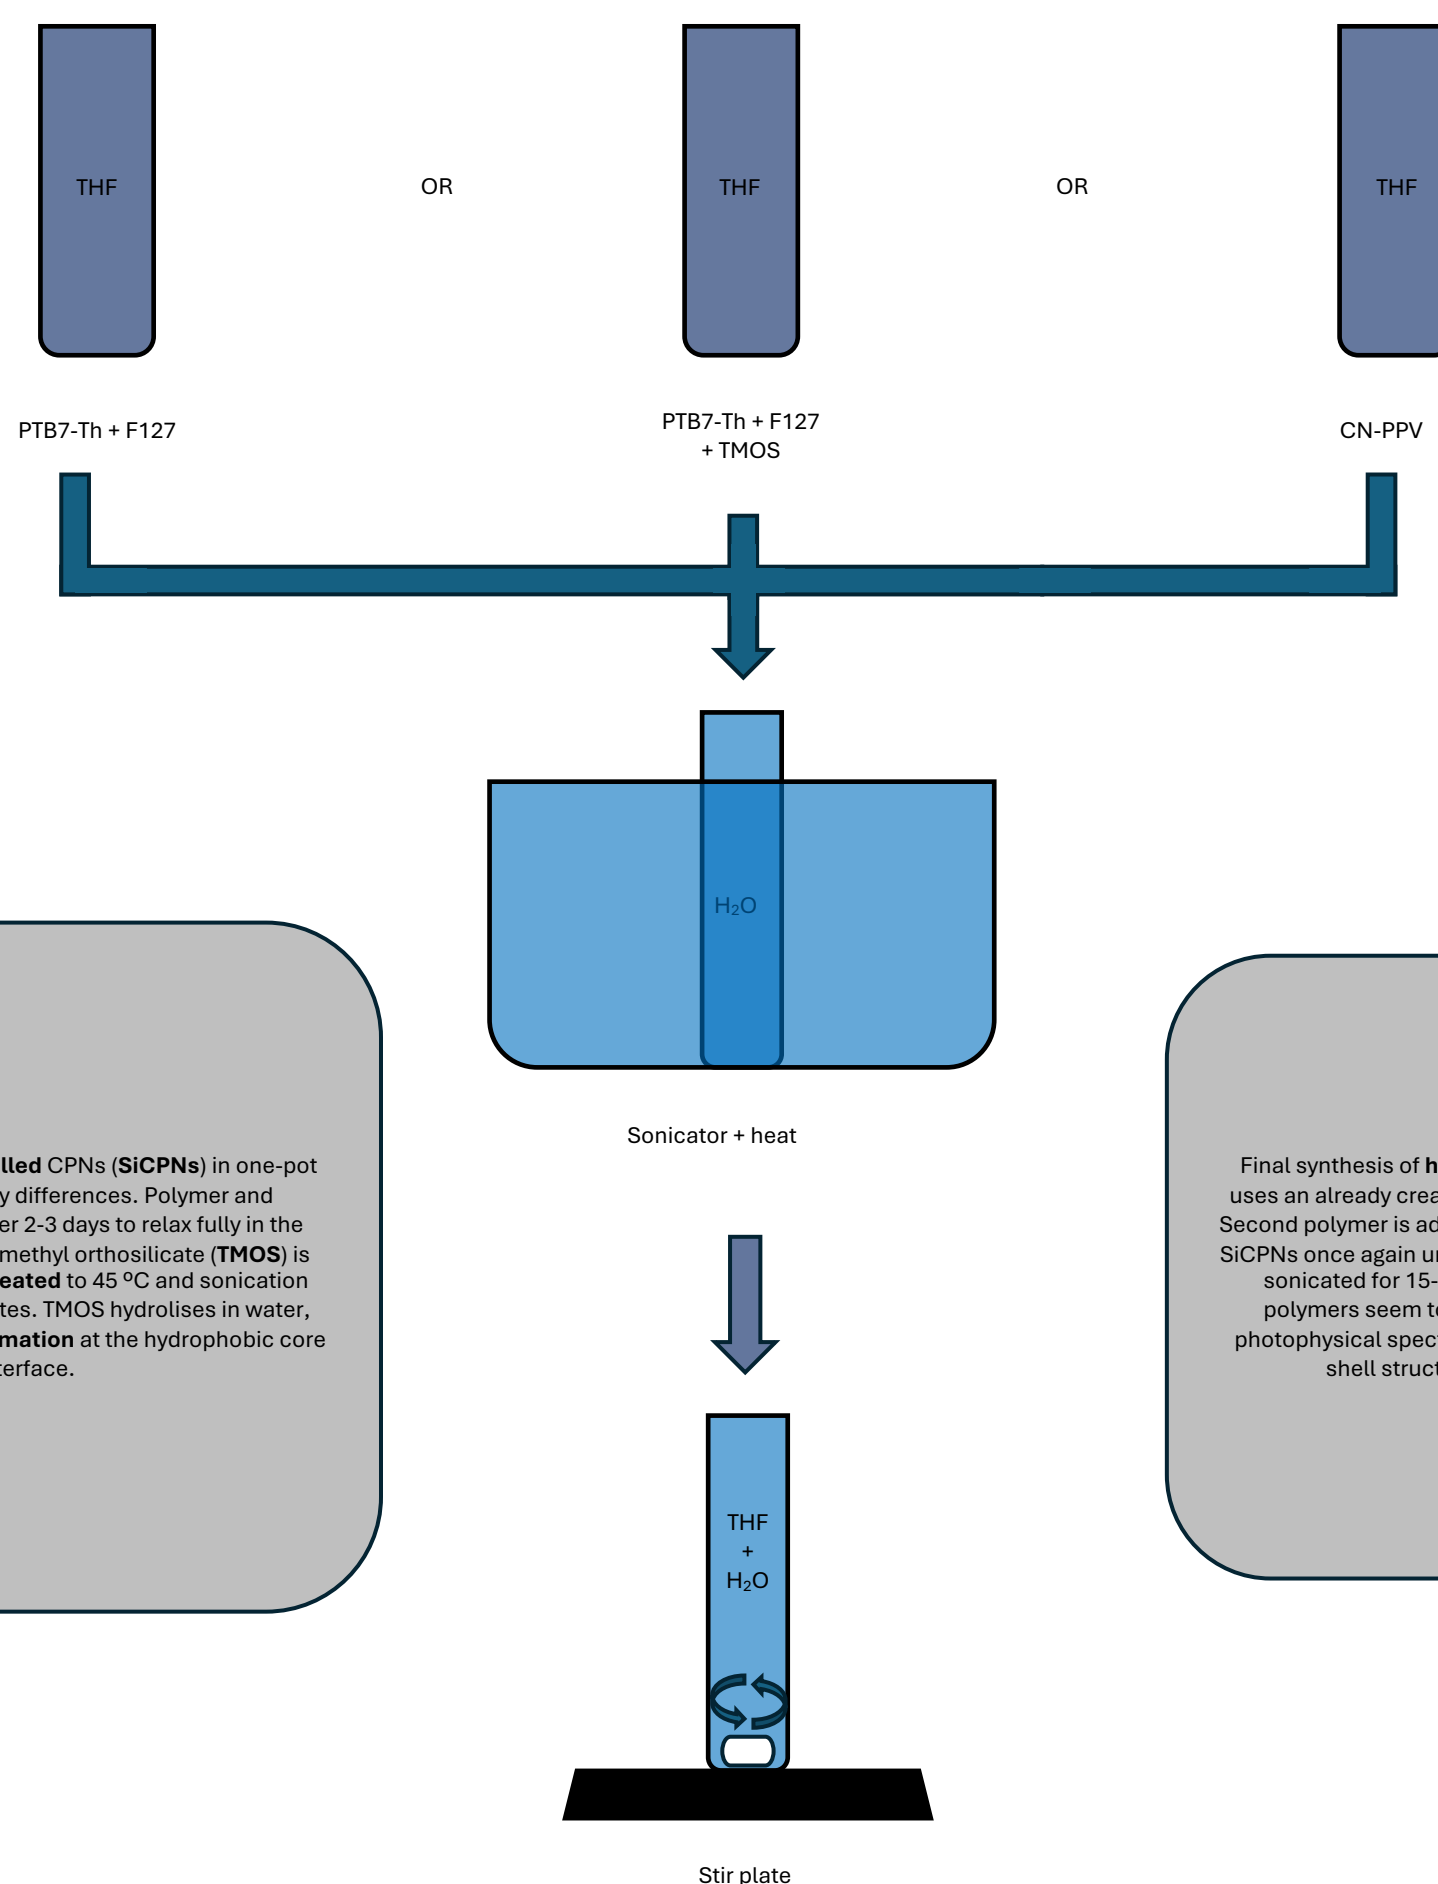 THF
OR
THF
OR
THF
PTB7-Th + F127
PTB7-Th + F127
+ TMOS
CN-PPV
H₂O
Sonicator + heat
lled CPNs (SiCPNs) in one-pot
y differences. Polymer and
er 2-3 days to relax fully in the
methyl orthosilicate (TMOS) is
eated to 45 ºC and sonication
tes. TMOS hydrolises in water,
mation at the hydrophobic core
terface.
Final synthesis of h
uses an already crea
Second polymer is ad
SiCPNs once again u
sonicated for 15-
polymers seem t
photophysical spec
shell struct
THF
+
H₂O
Stir plate